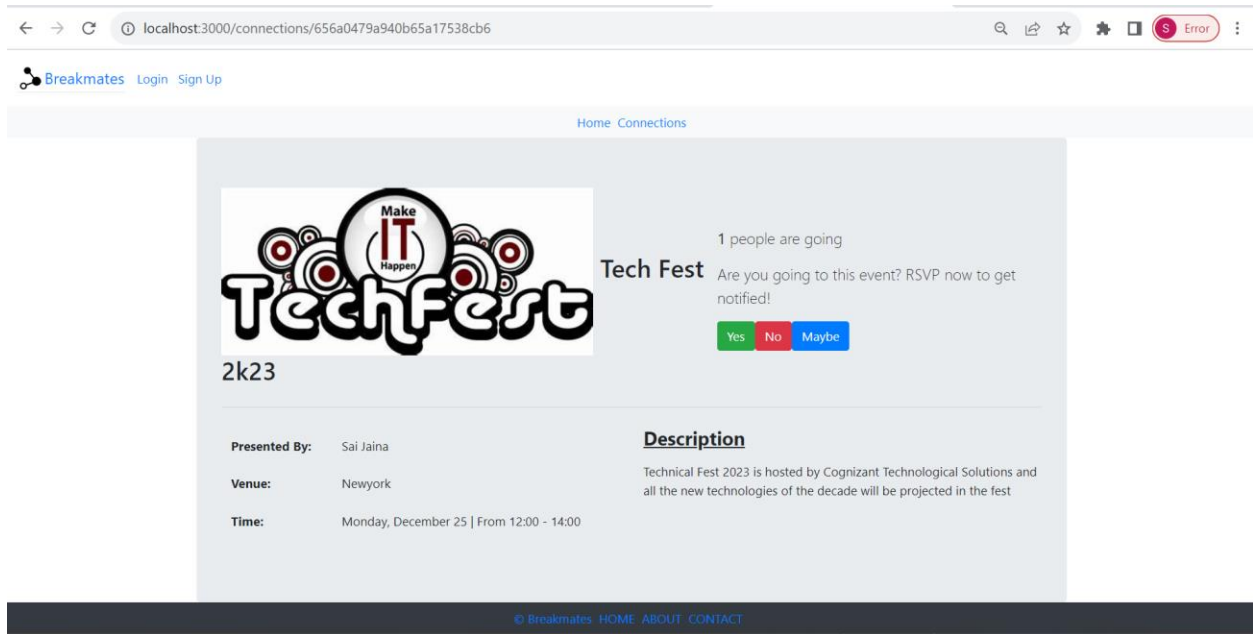 localhost:3000/connections/656a0479a940b65a17538cb6
S Error
Breakmates Login Sign Up
Home Connections
Make
IT
Happen
TechFest
Tech Fest
2k23
1 people are going
Are you going to this event? RSVP now to get
notified!
Yes No Maybe
Presented By: Sai Jaina
Venue: Newyork
Time: Monday, December 25 | From 12:00 - 14:00
Description
Technical Fest 2023 is hosted by Cognizant Technological Solutions and
all the new technologies of the decade will be projected in the fest
© Breakmates HOME ABOUT CONTACT